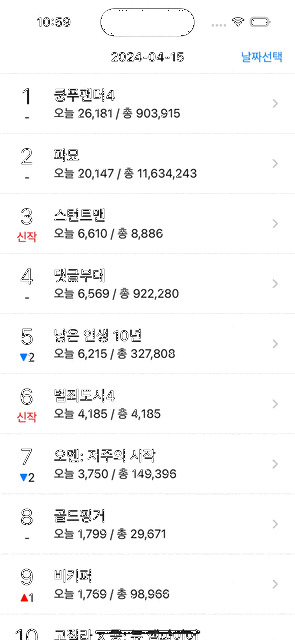 10:59
2024-04-15 날짜선택
1 쿵푸팬더4
- 오늘 26,181 / 총 903,915
2 파묘
- 오늘 20,147 / 총 11,634,243
3 스턴트맨
신작 오늘 6,610 / 총 8,886
4 댓글부대
- 오늘 6,569 / 총 922,280
5 남은 인생 10년
▼2 오늘 6,215 / 총 327,808
6 범죄도시4
신작 오늘 4,185 / 총 4,185
7 오멘: 저주의 시작
▼2 오늘 3,750 / 총 149,396
8 골드핑거
- 오늘 1,799 / 총 29,671
9 비키퍼
▲1 오늘 1,769 / 총 98,966
10 고질라